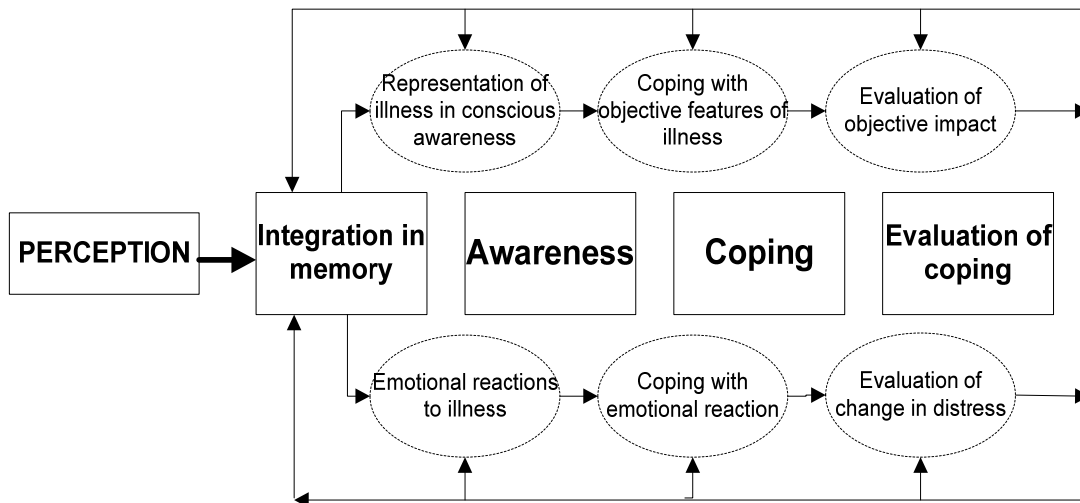 Representation of
illness in conscious
awareness
Coping with
objective features of
illness
Evaluation of
objective impact
PERCEPTION
Integration in
memory
Awareness
Coping
Evaluation of
coping
Emotional reactions
to illness
Coping with
emotional reaction
Evaluation of
change in distress